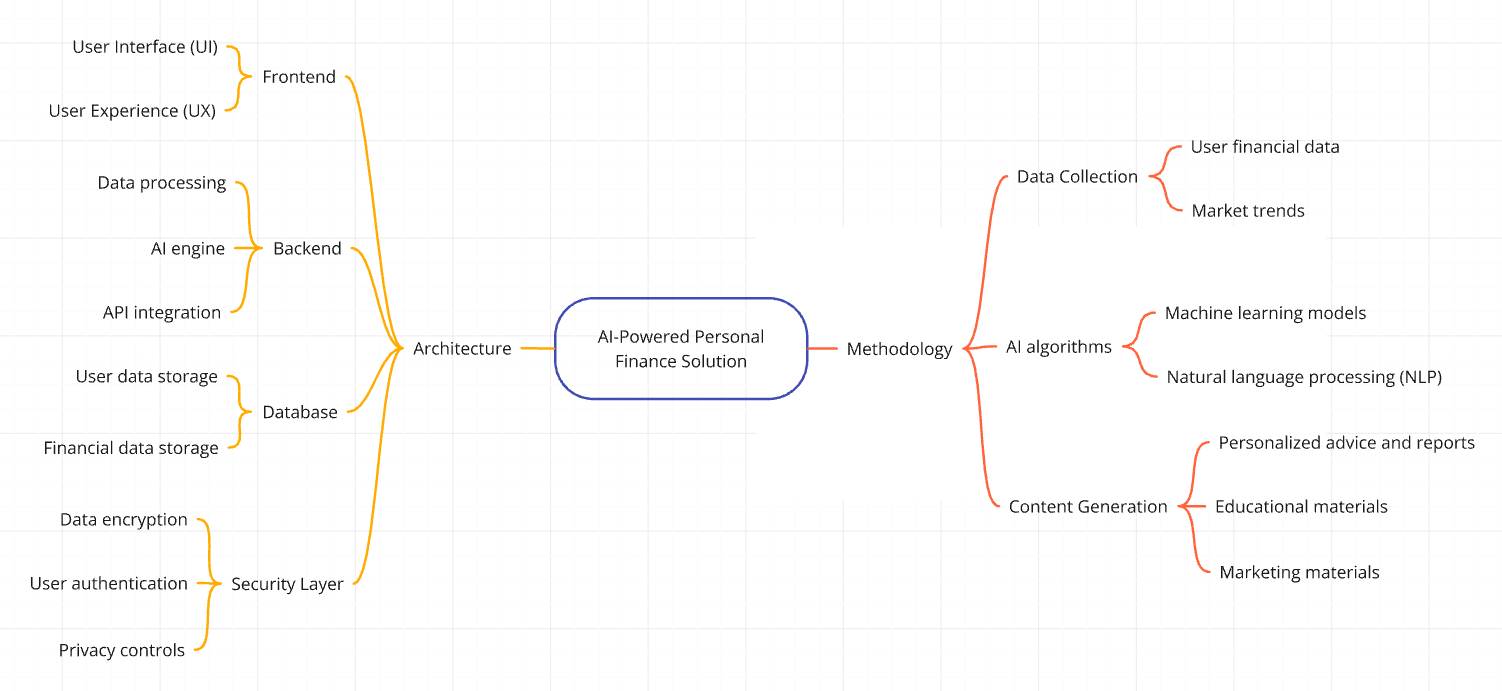 User Interface (UI)
User Experience (UX)
Frontend
Data processing
AI engine
API integration
Backend
User data storage
Financial data storage
Database
Data encryption
User authentication
Privacy controls
Security Layer
Architecture
AI-Powered Personal
Finance Solution
Methodology
Data Collection
User financial data
Market trends
AI algorithms
Machine learning models
Natural language processing (NLP)
Content Generation
Personalized advice and reports
Educational materials
Marketing materials